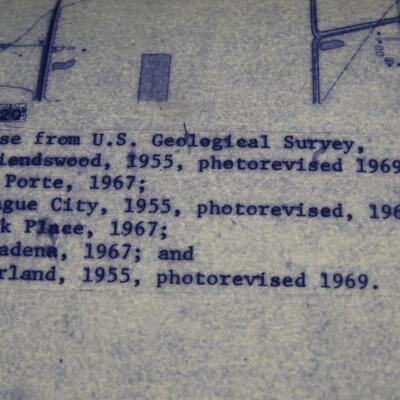 20'
se from U.S. Geological Survey,
iendswood, 1955, photorevised 1969
Porte, 1967;
ague City, 1955, photorevised, 196
k Place, 1967;
adena, 1967; and
rland, 1955, photorevised 1969.